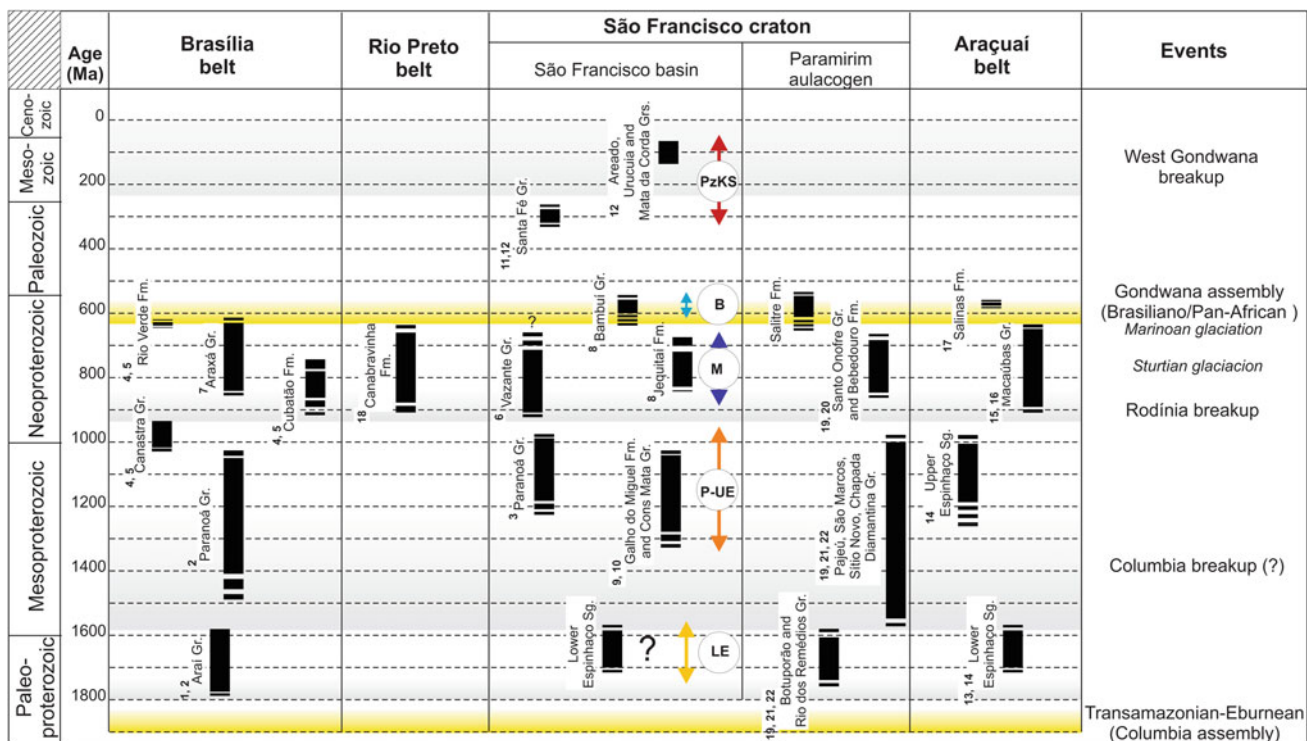 Age
(Ma)
Brasília
belt
Rio Preto
belt
São Francisco craton
São Francisco basin
Paramirim
aulacogen
Araçuaí
belt
Events
Ceno-
zoic
Meso-
zoic
Paleozoic
Neoproterozoic
Mesoproterozoic
Paleo-
proterozoic
0
200
400
600
800
1000
1200
1400
1600
1800
4, 5
Rio Verde Fm.
7
Araxá Gr.
4, 5
Cubatão Fm.
4, 5
Canastra Gr.
2
Paranoá Gr.
1, 2
Araí Gr.
18
Canabravinha
Fm.
12
Areado,
Urucuia and
Mata da Corda Grs.
PzKS
11,12
Santa Fé Gr.
8
Bambuí Gr.
B
?
6
Vazante Gr.
8
Jequitaí Fm.
M
3
Paranoá Gr.
9, 10
Galho do Miguel Fm.
and Cons Mata Gr.
P-UE
Lower
Espinhaço Sg.
?
LE
Salitre Fm.
19, 20
Santo Onofre Gr.
and Bebedouro Fm.
19, 21, 22
Pajeú, São Marcos,
Sítio Novo, Chapada
Diamantina Gr.
19, 21, 22
Botuporão and
Rio dos Remédios Gr.
17
Salinas Fm.
15, 16
Macaúbas Gr.
14
Upper
Espinhaço Sg.
13, 14
Lower
Espinhaço Sg.
West Gondwana
breakup
Gondwana assembly
(Brasiliano/Pan-African )
Marinoan glaciation
Sturtian glaciacion
Rodínia breakup
Columbia breakup (?)
Transamazonian-Eburnean
(Columbia assembly)